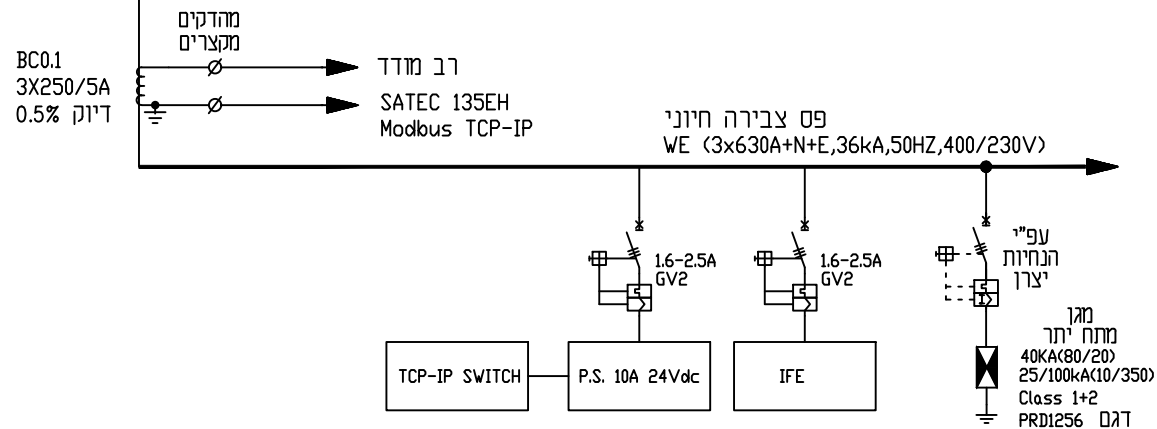 מהדקים
מקצרים
BC0.1
3X250/5A
דיוק 0.5%
רב מודד
SATEC 135EH
Modbus TCP-IP
פס צבירה חיוני
WE (3x630A+N+E,36kA,50HZ,400/230V)
1.6-2.5A
GV2
1.6-2.5A
GV2
עפ"י
הנחיות
יצרן
מגן
מתח יתר
40KA(80/20)
25/100kA(10/350)
Class 1+2
דגם PRD1256
TCP-IP SWITCH
P.S. 10A 24Vdc
IFE